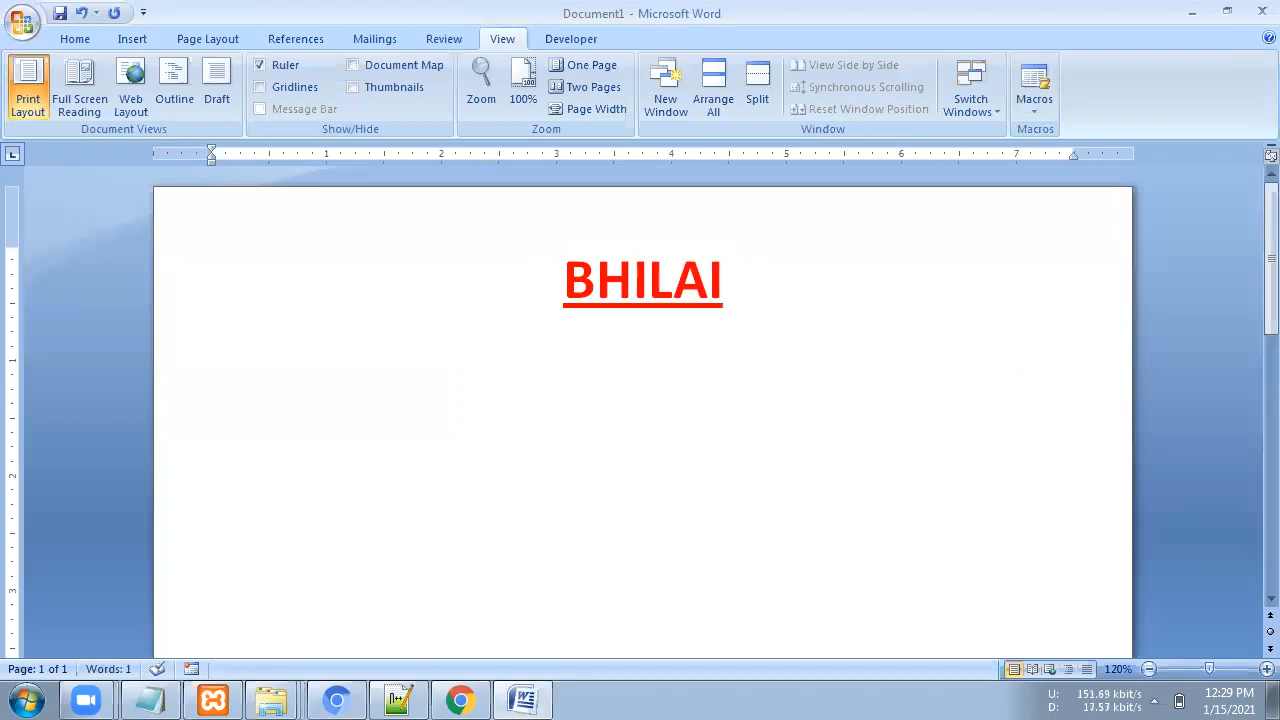 Document1 - Microsoft Word
Home Insert Page Layout References Mailings Review View Developer
Print Layout
Full Screen Reading
Web Layout
Outline
Draft
Document Views
Ruler
Gridlines
Message Bar
Document Map
Thumbnails
Show/Hide
Zoom
100%
One Page
Two Pages
Page Width
Zoom
New Window
Arrange All
Split
View Side by Side
Synchronous Scrolling
Reset Window Position
Window
Switch Windows
Macros
Macros
1 2 3 4 5 6 7
BHILAI
1
2
3
Page: 1 of 1 Words: 1 120%
U: 151.69 kbit/s
D: 17.57 kbit/s
12:29 PM
1/15/2021